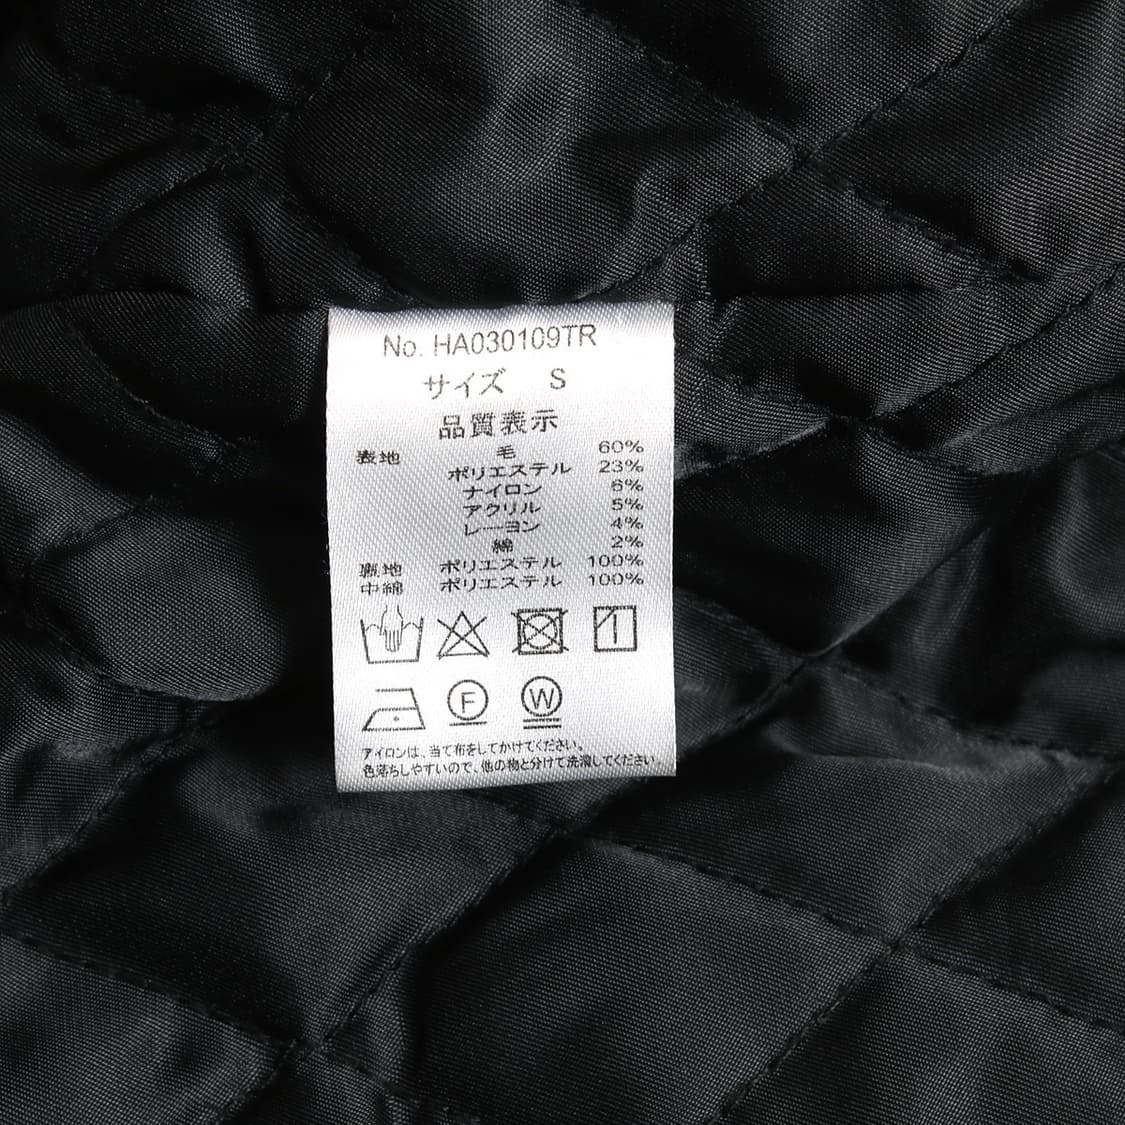 No. HA030109TR
サイズ S
品質表示
表地 毛 60%
ポリエステル 23%
ナイロン 6%
アクリル 5%
レーヨン 4%
綿 2%
裏地 ポリエステル 100%
中綿 ポリエステル 100%
F W
アイロンは、当て布をしてかけてください。
色落ちしやすいので、他の物と分けて洗濯してください。